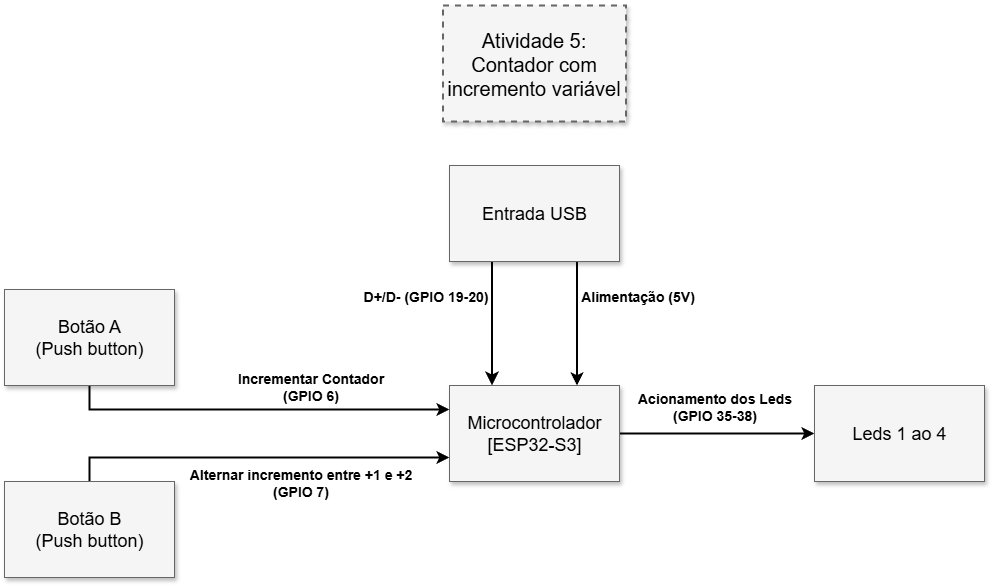 Atividade 5:
Contador com
incremento variável
Entrada USB
D+/D- (GPIO 19-20)
Alimentação (5V)
Botão A
(Push button)
Incrementar Contador
(GPIO 6)
Microcontrolador
[ESP32-S3]
Acionamento dos Leds
(GPIO 35-38)
Leds 1 ao 4
Alternar incremento entre +1 e +2
(GPIO 7)
Botão B
(Push button)